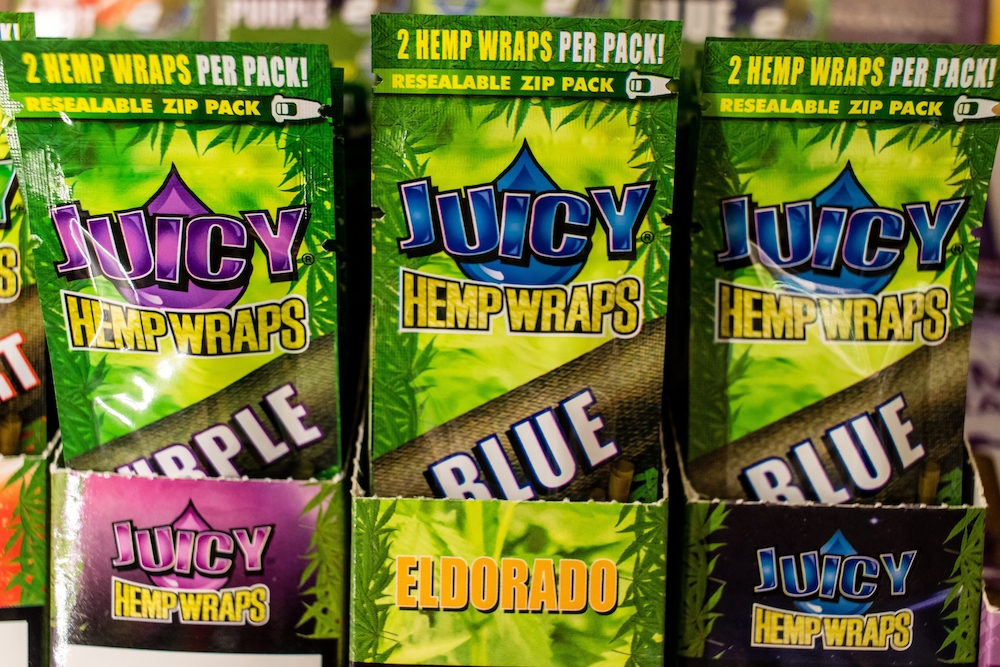 2 HEMP WRAPS PER PACK!
RESEALABLE ZIP PACK
JUICY®
HEMP WRAPS
PURPLE
JUICY
HEMP WRAPS
2 HEMP WRAPS PER PACK!
RESEALABLE ZIP PACK
JUICY®
HEMP WRAPS
BLUE
ELDORADO
2 HEMP WRAPS PER PACK!
RESEALABLE ZIP PACK
JUICY®
HEMP WRAPS
BLUE
JUICY
HEMP WRAPS